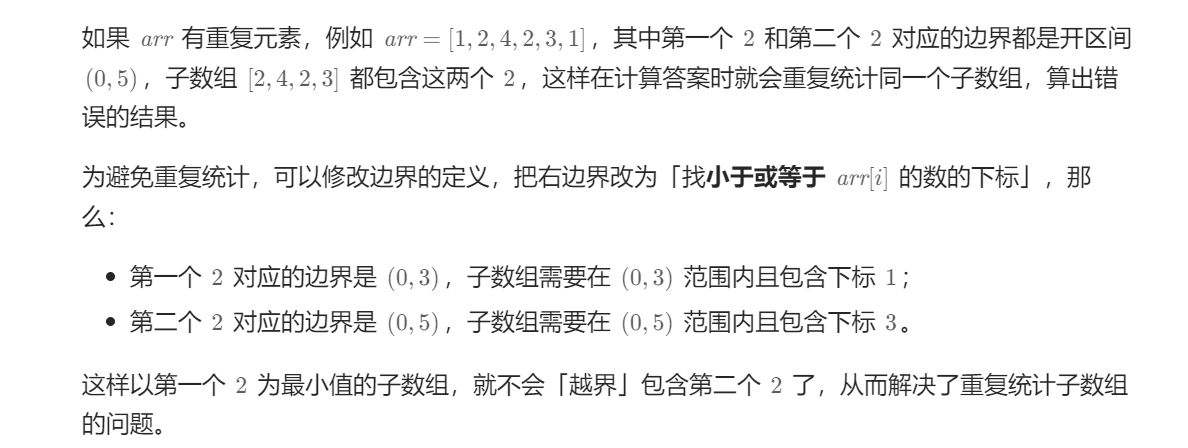 如果 arr 有重复元素，例如 arr = [1, 2, 4, 2, 3, 1]，其中第一个 2 和第二个 2 对应的边界都是开区间
(0, 5)，子数组 [2, 4, 2, 3] 都包含这两个 2，这样在计算答案时就会重复统计同一个子数组，算出错
误的结果。
为避免重复统计，可以修改边界的定义，把右边界改为「找小于或等于 arr[i] 的数的下标」，那
么：
• 第一个 2 对应的边界是 (0, 3)，子数组需要在 (0, 3) 范围内且包含下标 1；
• 第二个 2 对应的边界是 (0, 5)，子数组需要在 (0, 5) 范围内且包含下标 3。
这样以第一个 2 为最小值的子数组，就不会「越界」包含第二个 2 了，从而解决了重复统计子数组
的问题。